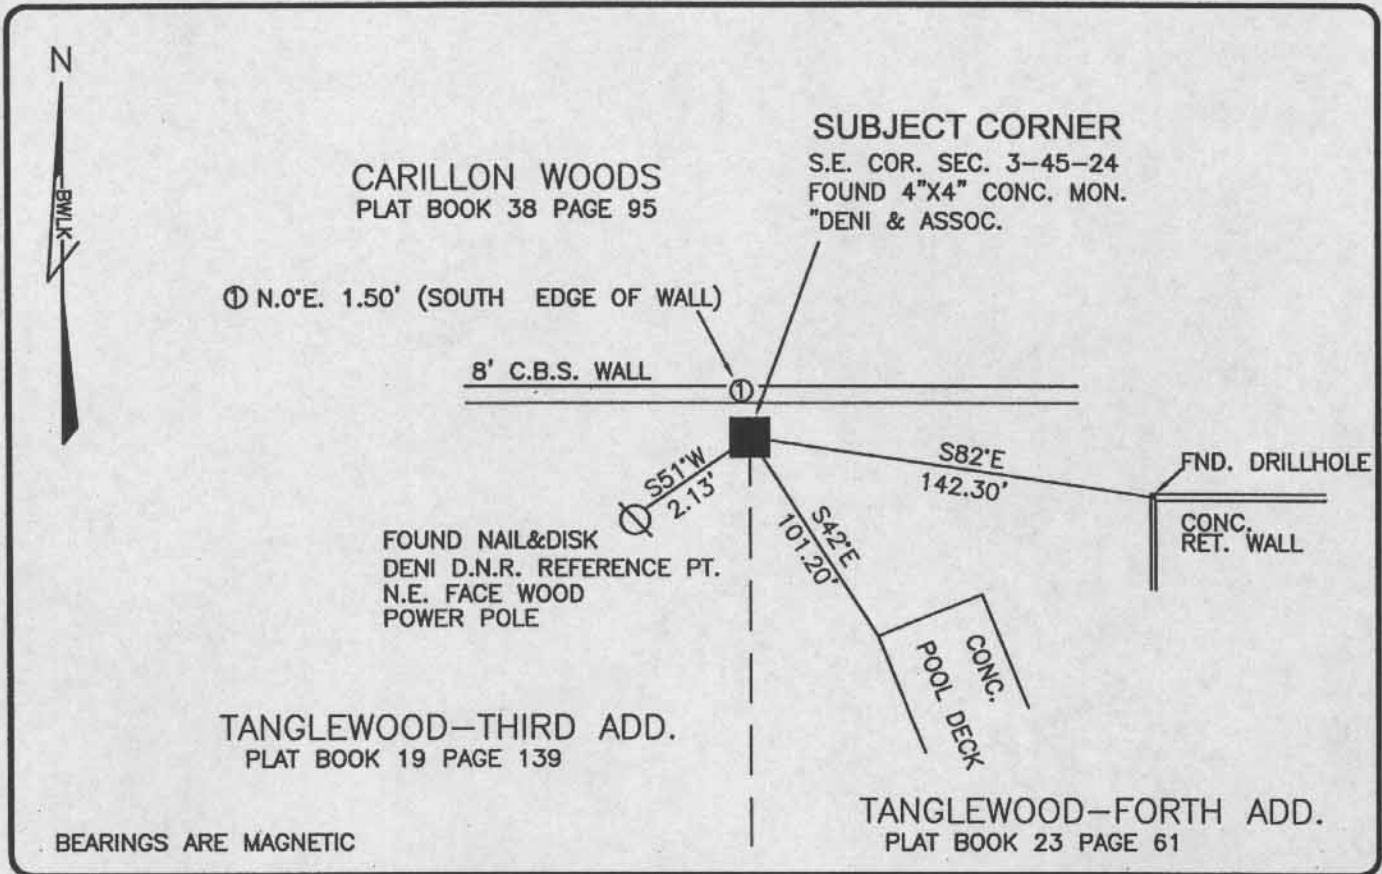 N
BWLK
CARILLON WOODS
PLAT BOOK 38 PAGE 95
SUBJECT CORNER
S.E. COR. SEC. 3-45-24
FOUND 4"X4" CONC. MON.
"DENI & ASSOC.
① N.0°E. 1.50' (SOUTH EDGE OF WALL)
8' C.B.S. WALL
①
S51°W
2.13'
S82°E
142.30'
FND. DRILLHOLE
CONC.
RET. WALL
S42°E
101.20'
FOUND NAIL&DISK
DENI D.N.R. REFERENCE PT.
N.E. FACE WOOD
POWER POLE
CONC.
POOL DECK
TANGLEWOOD-THIRD ADD.
PLAT BOOK 19 PAGE 139
TANGLEWOOD-FORTH ADD.
PLAT BOOK 23 PAGE 61
BEARINGS ARE MAGNETIC